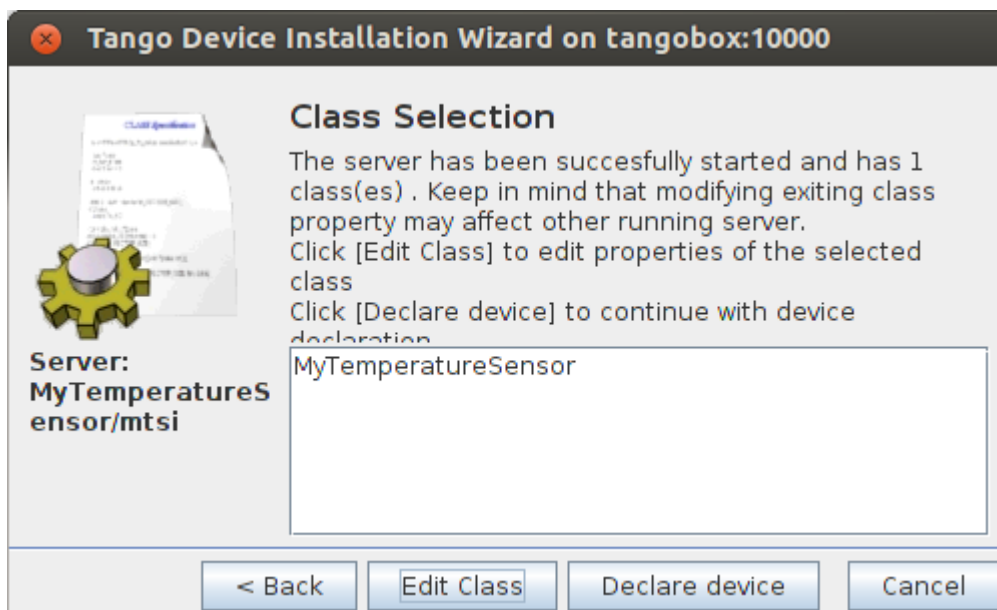 Tango Device Installation Wizard on tangobox:10000
Class Selection
The server has been succesfully started and has 1
class(es) . Keep in mind that modifying exiting class
property may affect other running server.
Click [Edit Class] to edit properties of the selected
class
Click [Declare device] to continue with device
declaration
Server:
MyTemperatureS
ensor/mtsi
MyTemperatureSensor
< Back
Edit Class
Declare device
Cancel